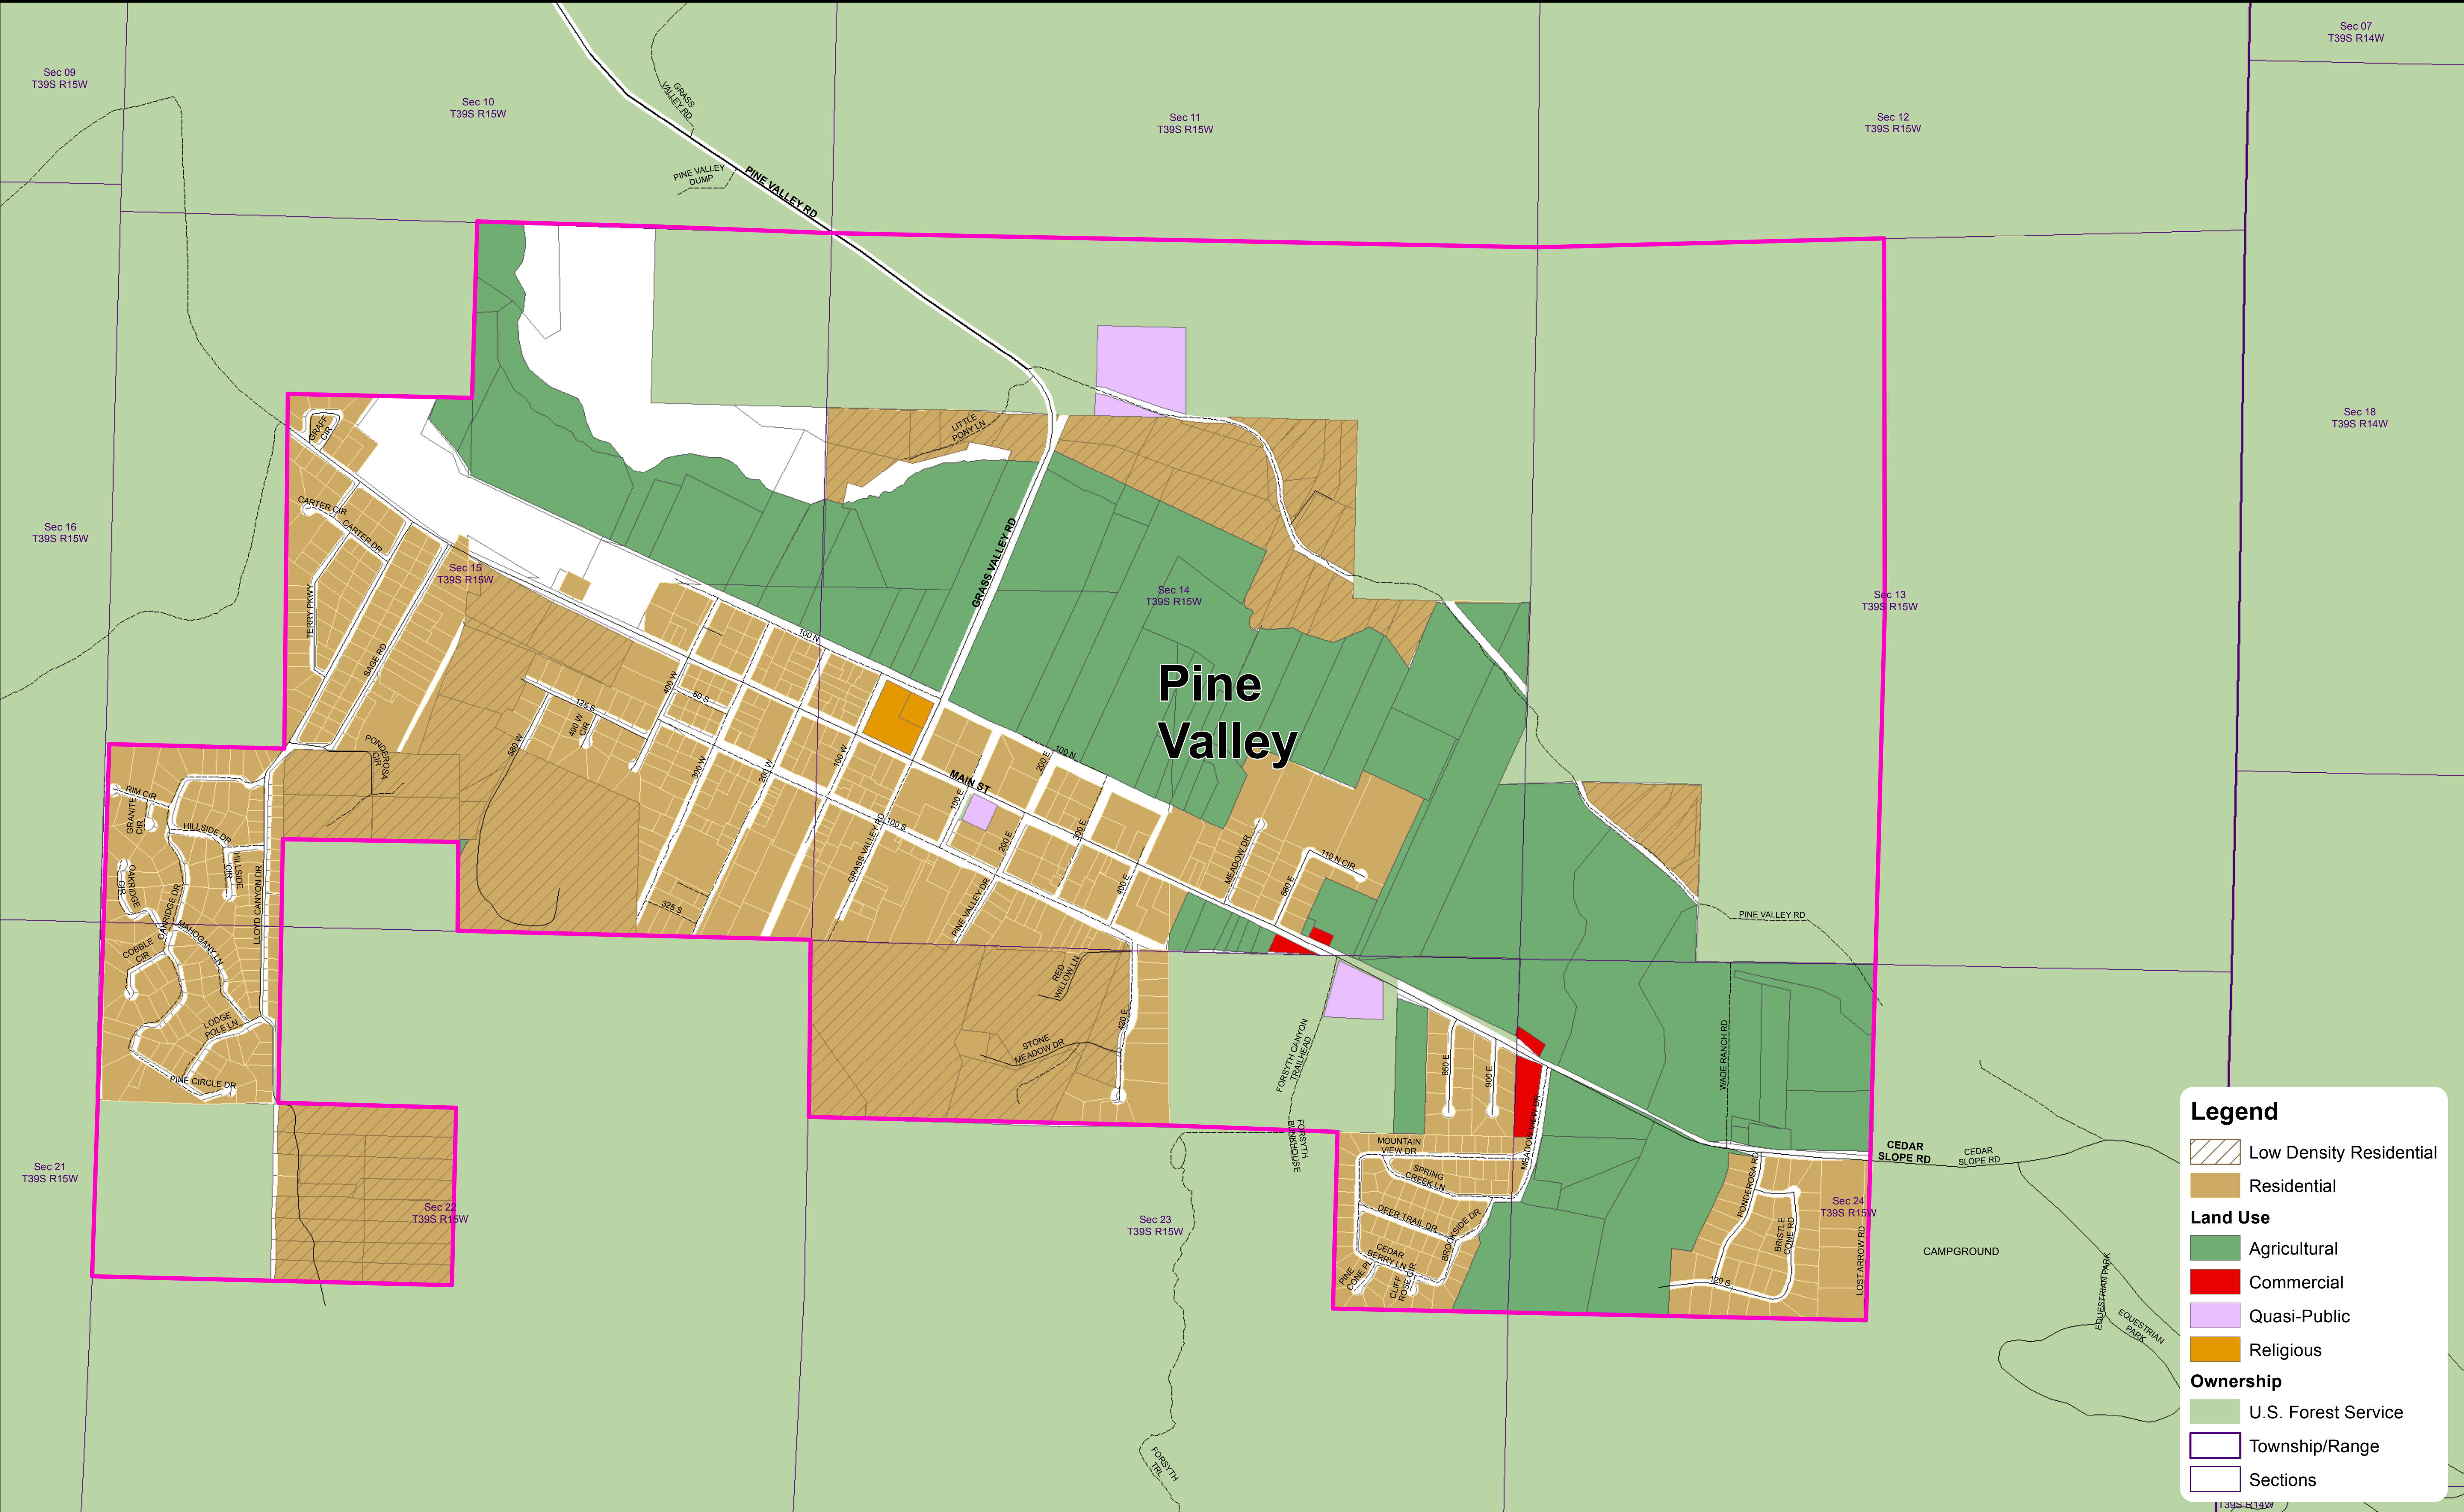 Sec 07
T39S R14W
Sec 09
T39S R15W
Sec 10
T39S R15W
Sec 11
T39S R15W
Sec 12
T39S R15W
GRASS
VALLEY RD
PINE VALLEY
DUMP
PINE VALLEY RD
Sec 18
T39S R14W
GRAFF
CIR
LITTLE
PONY LN
CARTER CIR
CARTER DR
Sec 16
T39S R15W
Sec 15
T39S R15W
GRASS VALLEY RD
Sec 14
T39S R15W
Sec 13
T39S R15W
TERRY PKWY
SAGE RD
100 N
Pine
Valley
400 W
50 S
125 S
490 W
CIR
580 W
PONDEROSA
CIR
300 W
200 W
100 W
MAIN ST
200 E
100 N
RIM CIR
GRANITE
CIR
HILLSIDE DR
HILLSIDE
CIR
OAKRIDGE
CIR
OAKRIDGE DR
LLOYD CANYON DR
MAHOGANY LN
COBBLE
CIR
LODGE
POLE LN
PINE CIRCLE DR
100 E
100 S
GRASS VALLEY RD
200 E
300 E
400 E
PINE VALLEY DR
325 S
MEADOW DR
110 N CIR
680 E
PINE VALLEY RD
RED
WILLOW LN
STONE
MEADOW DR
420 E
FORSYTH CANYON
TRAILHEAD
FORSYTH
BUNKHOUSE
850 E
900 E
MEADOW VIEW DR
WADE RANCH RD
MOUNTAIN
VIEW DR
SPRING
CREEK LN
DEER TRAIL DR
BROOKSIDE DR
CEDAR
BERRY LN
PINE
CONE PL
CLIFF
ROSE CIR
CEDAR
SLOPE RD
CEDAR
SLOPE RD
PONDEROSA RD
BRISTLE
CONE RD
120 S
LOST ARROW RD
Sec 24
T39S R15W
CAMPGROUND
EQUESTRIAN PARK
EQUESTRIAN
PARK
Sec 21
T39S R15W
Sec 22
T39S R15W
Sec 23
T39S R15W
FORSYTH
TRL
Legend
Low Density Residential
Residential
Land Use
Agricultural
Commercial
Quasi-Public
Religious
Ownership
U.S. Forest Service
Township/Range
Sections
T39S R14W